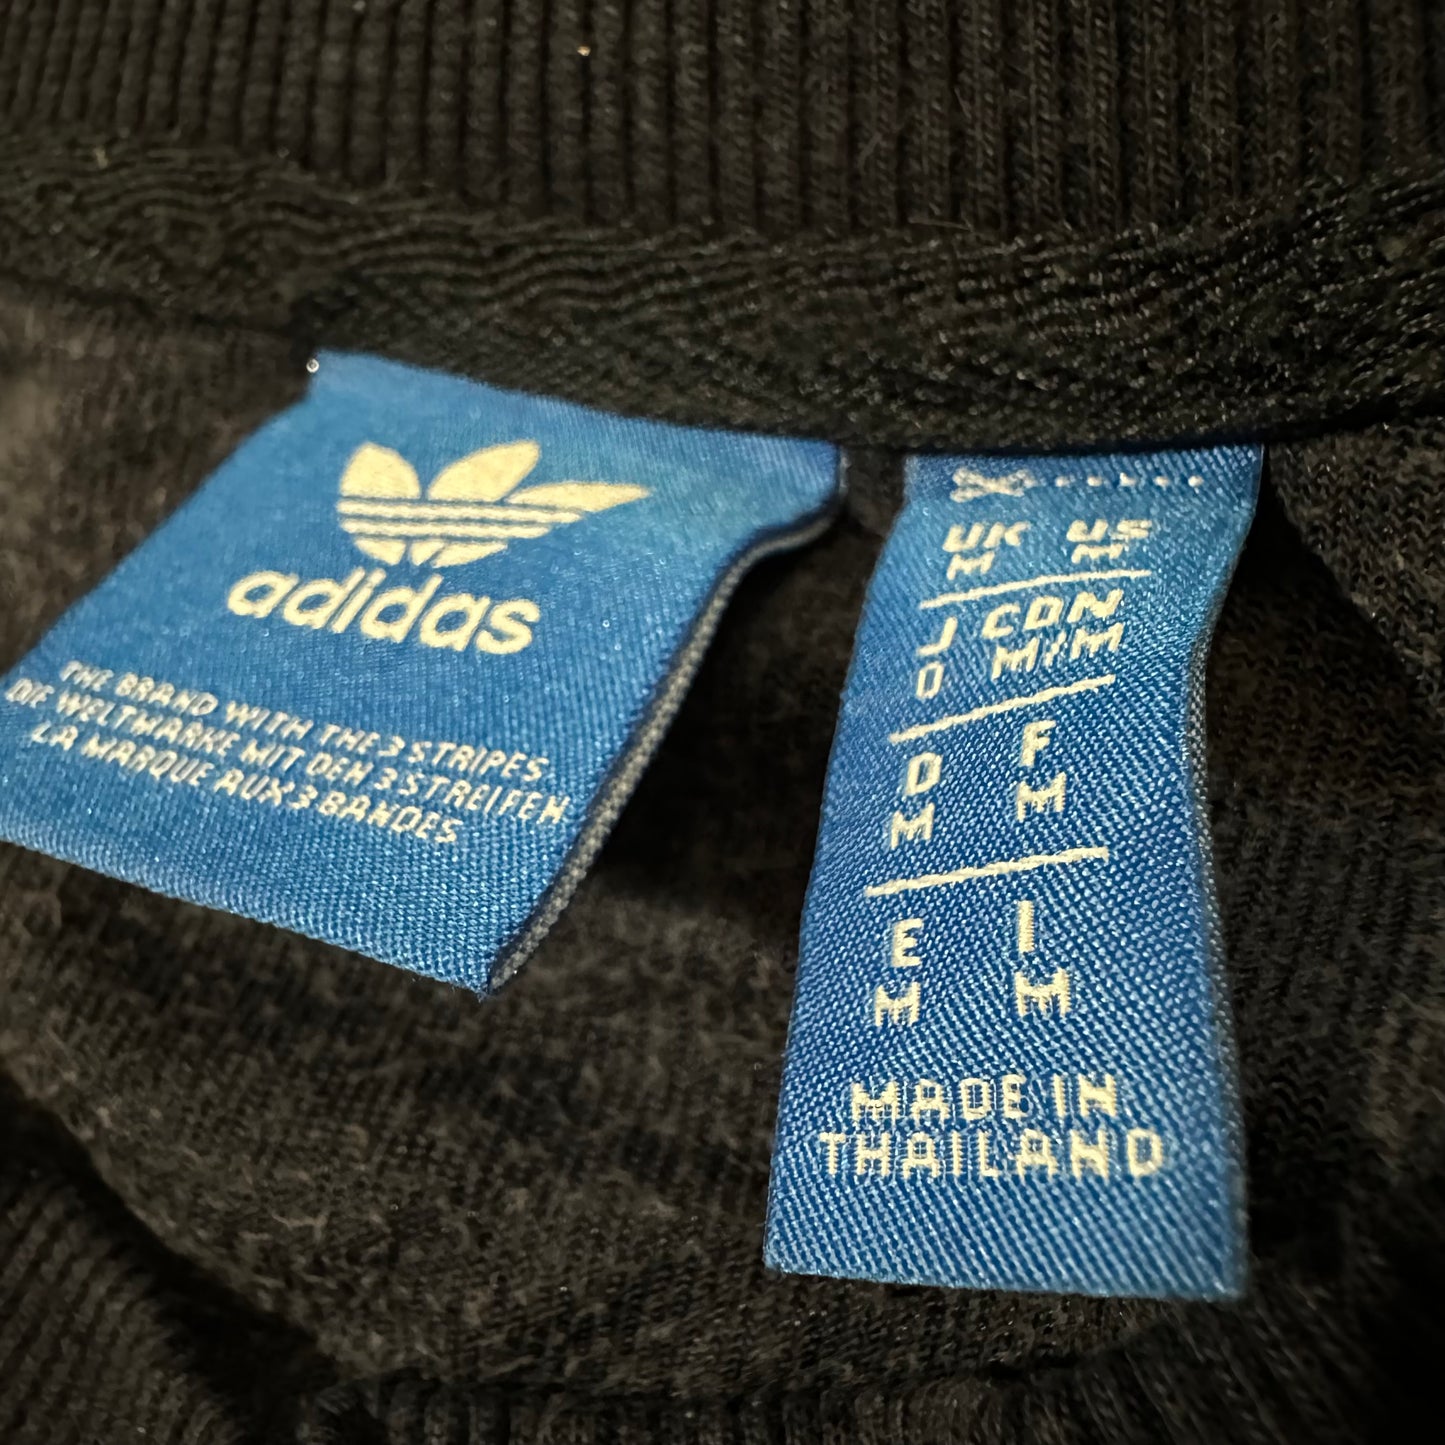 adidas
THE BRAND WITH THE 3 STRIPES
DIE WELTMARKE MIT DEN 3 STREIFEN
LA MARQUE AUX 3 BANDES
UK US
M M
J CDN
O M/M
D F
M M
E I
M M
MADE IN
THAILAND